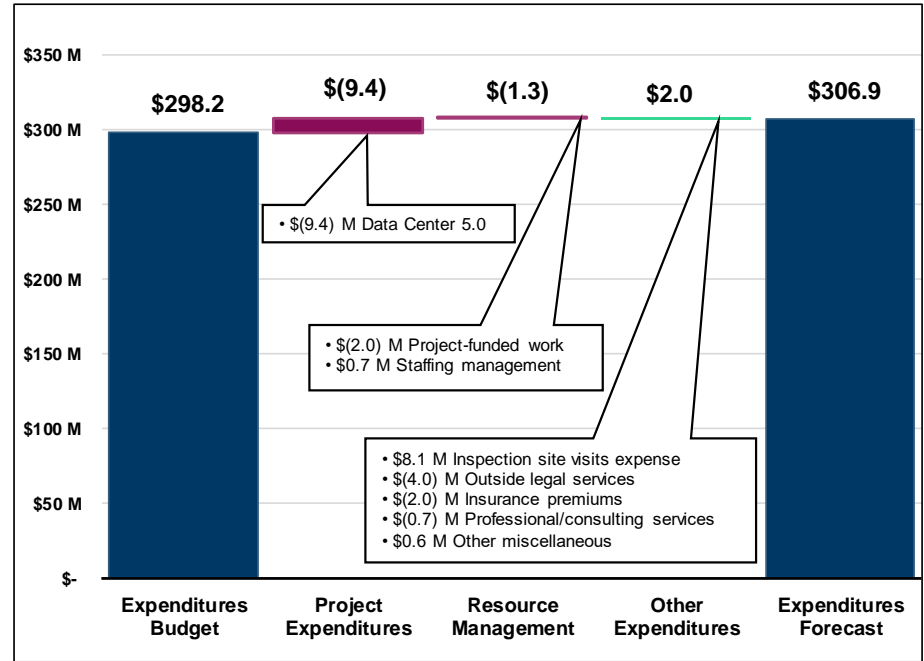 $350 M
$300 M
$250 M
$200 M
$150 M
$100 M
$50 M
$-
$298.2
$(9.4)
$(1.3)
$2.0
$306.9
• $(9.4) M Data Center 5.0
• $(2.0) M Project-funded work
• $0.7 M Staffing management
• $8.1 M Inspection site visits expense
• $(4.0) M Outside legal services
• $(2.0) M Insurance premiums
• $(0.7) M Professional/consulting services
• $0.6 M Other miscellaneous
Expenditures
Budget
Project
Expenditures
Resource
Management
Other
Expenditures
Expenditures
Forecast